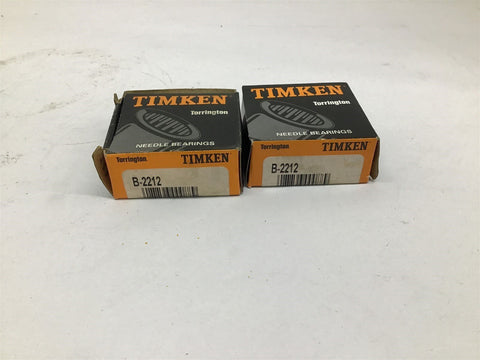 TIMKEN
Torrington
NEEDLE BEARINGS
Torrington TIMKEN
B-2212
TIMKEN
Torrington
NEEDLE BEARINGS
Torrington TIMKEN
B-2212